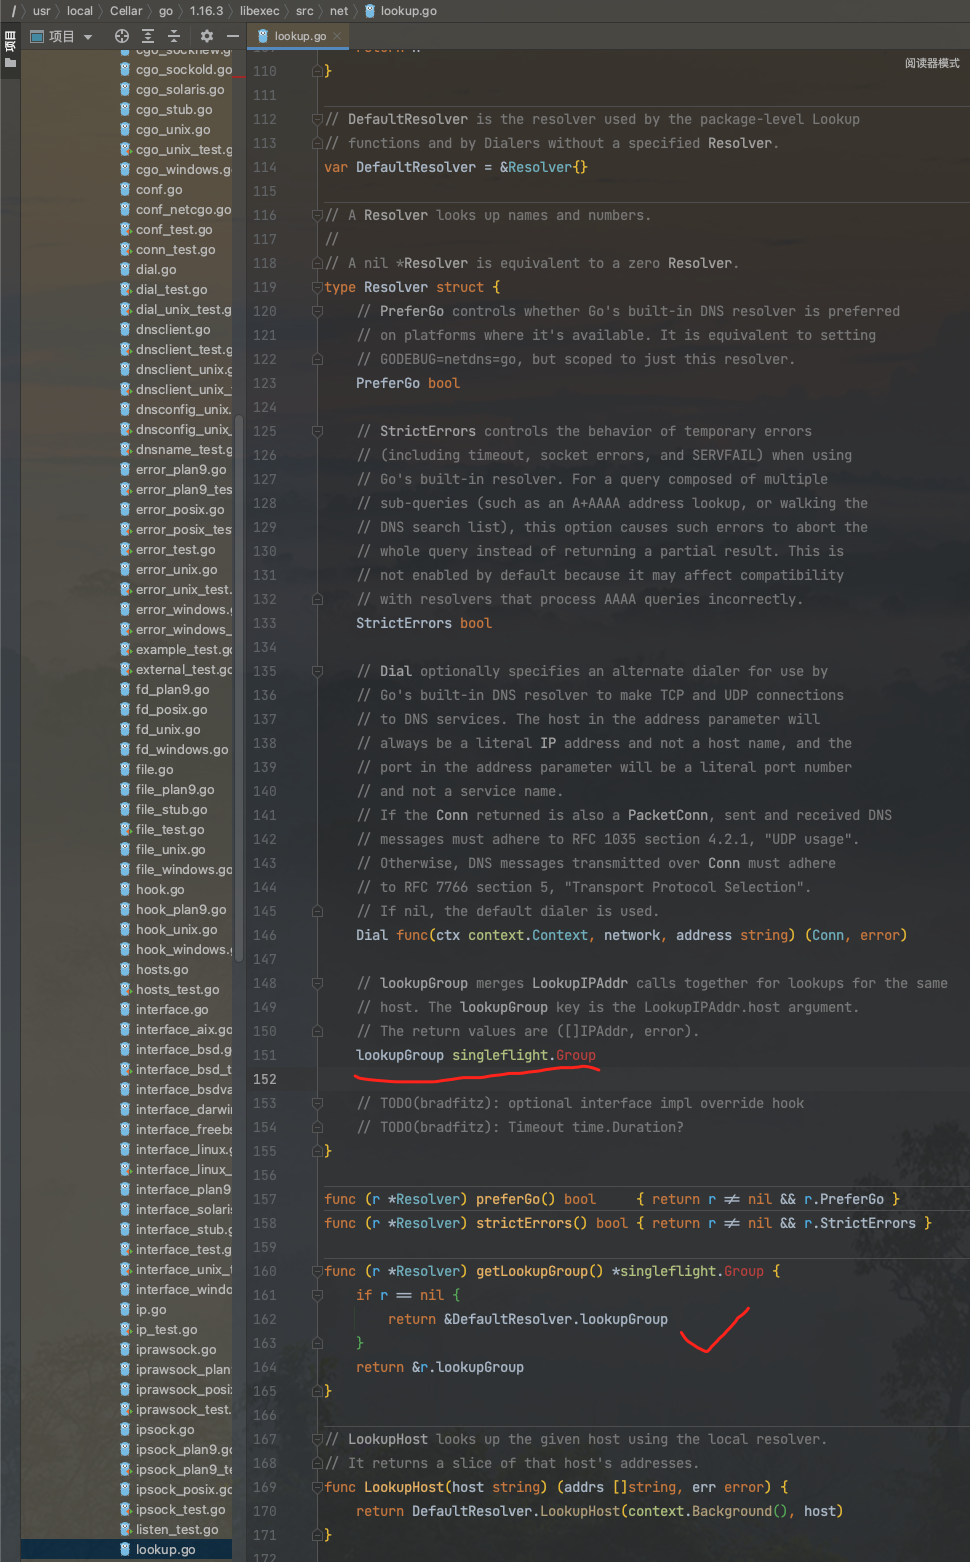 / usr local Cellar go 1.16.3 libexec src net lookup.go
项目
项目
lookup.go
阅读器模式
cgo_socknew.g
cgo_sockold.go
cgo_solaris.go
cgo_stub.go
cgo_unix.go
cgo_unix_test.g
cgo_windows.g
conf.go
conf_netcgo.go
conf_test.go
conn_test.go
dial.go
dial_test.go
dial_unix_test.g
dnsclient.go
dnsclient_test.g
dnsclient_unix.g
dnsclient_unix_
dnsconfig_unix.
dnsconfig_unix_
dnsname_test.g
error_plan9.go
error_plan9_tes
error_posix.go
error_posix_tes
error_test.go
error_unix.go
error_unix_test.
error_windows.g
error_windows_
example_test.go
external_test.go
fd_plan9.go
fd_posix.go
fd_unix.go
fd_windows.go
file.go
file_plan9.go
file_stub.go
file_test.go
file_unix.go
file_windows.go
hook.go
hook_plan9.go
hook_unix.go
hook_windows.g
hosts.go
hosts_test.go
interface.go
interface_aix.go
interface_bsd.g
interface_bsd_t
interface_bsdva
interface_darwi
interface_freebs
interface_linux.g
interface_linux_
interface_plan9
interface_solaris
interface_stub.g
interface_test.g
interface_unix_t
interface_windo
ip.go
ip_test.go
iprawsock.go
iprawsock_plan
iprawsock_posi
iprawsock_test.
ipsock.go
ipsock_plan9.go
ipsock_plan9_te
ipsock_posix.go
ipsock_test.go
listen_test.go
lookup.go
109 return n
110 }
111
112 // DefaultResolver is the resolver used by the package-level Lookup
113 // functions and by Dialers without a specified Resolver.
114 var DefaultResolver = &Resolver{}
115
116 // A Resolver looks up names and numbers.
117 //
118 // A nil *Resolver is equivalent to a zero Resolver.
119 type Resolver struct {
120 // PreferGo controls whether Go's built-in DNS resolver is preferred
121 // on platforms where it's available. It is equivalent to setting
122 // GODEBUG=netdns=go, but scoped to just this resolver.
123 PreferGo bool
124
125 // StrictErrors controls the behavior of temporary errors
126 // (including timeout, socket errors, and SERVFAIL) when using
127 // Go's built-in resolver. For a query composed of multiple
128 // sub-queries (such as an A+AAAA address lookup, or walking the
129 // DNS search list), this option causes such errors to abort the
130 // whole query instead of returning a partial result. This is
131 // not enabled by default because it may affect compatibility
132 // with resolvers that process AAAA queries incorrectly.
133 StrictErrors bool
134
135 // Dial optionally specifies an alternate dialer for use by
136 // Go's built-in DNS resolver to make TCP and UDP connections
137 // to DNS services. The host in the address parameter will
138 // always be a literal IP address and not a host name, and the
139 // port in the address parameter will be a literal port number
140 // and not a service name.
141 // If the Conn returned is also a PacketConn, sent and received DNS
142 // messages must adhere to RFC 1035 section 4.2.1, "UDP usage".
143 // Otherwise, DNS messages transmitted over Conn must adhere
144 // to RFC 7766 section 5, "Transport Protocol Selection".
145 // If nil, the default dialer is used.
146 Dial func(ctx context.Context, network, address string) (Conn, error)
147
148 // lookupGroup merges LookupIPAddr calls together for lookups for the same
149 // host. The lookupGroup key is the LookupIPAddr.host argument.
150 // The return values are ([]IPAddr, error).
151 lookupGroup singleflight.Group
152
153 // TODO(bradfitz): optional interface impl override hook
154 // TODO(bradfitz): Timeout time.Duration?
155 }
156
157 func (r *Resolver) preferGo() bool { return r != nil && r.PreferGo }
158 func (r *Resolver) strictErrors() bool { return r != nil && r.StrictErrors }
159
160 func (r *Resolver) getLookupGroup() *singleflight.Group {
161 if r == nil {
162 return &DefaultResolver.lookupGroup
163 }
164 return &r.lookupGroup
165 }
166
167 // LookupHost looks up the given host using the local resolver.
168 // It returns a slice of that host's addresses.
169 func LookupHost(host string) (addrs []string, err error) {
170 return DefaultResolver.LookupHost(context.Background(), host)
171 }
172